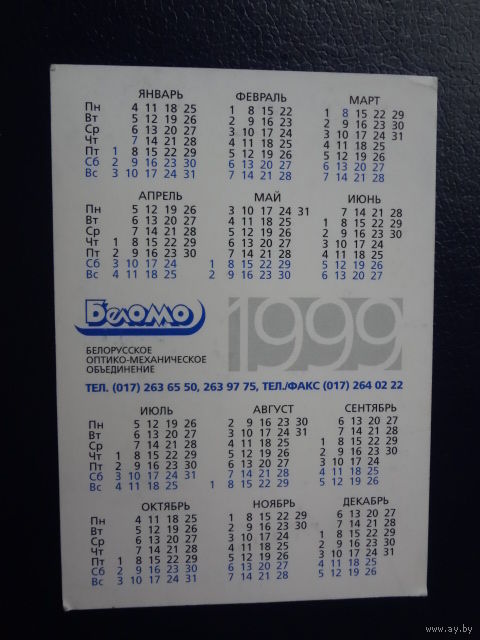 ЯНВАРЬ ФЕВРАЛЬ МАРТ
Пн 4 11 18 25 1 8 15 22 1 8 15 22 29
Вт 5 12 19 26 2 9 16 23 2 9 16 23 30
Ср 6 13 20 27 3 10 17 24 3 10 17 24 31
Чт 7 14 21 28 4 11 18 25 4 11 18 25
Пт 1 8 15 22 29 5 12 19 26 5 12 19 26
Сб 2 9 16 23 30 6 13 20 27 6 13 20 27
Вс 3 10 17 24 31 7 14 21 28 7 14 21 28
АПРЕЛЬ МАЙ ИЮНЬ
Пн 5 12 19 26 3 10 17 24 31 7 14 21 28
Вт 6 13 20 27 4 11 18 25 1 8 15 22 29
Ср 7 14 21 28 5 12 19 26 2 9 16 23 30
Чт 1 8 15 22 29 6 13 20 27 3 10 17 24
Пт 2 9 16 23 30 7 14 21 28 4 11 18 25
Сб 3 10 17 24 1 8 15 22 29 5 12 19 26
Вс 4 11 18 25 2 9 16 23 30 6 13 20 27
БелОМО 1999
БЕЛОРУССКОЕ
ОПТИКО-МЕХАНИЧЕСКОЕ
ОБЪЕДИНЕНИЕ
ТЕЛ. (017) 263 65 50, 263 97 75, ТЕЛ./ФАКС (017) 264 02 22
ИЮЛЬ АВГУСТ СЕНТЯБРЬ
Пн 5 12 19 26 2 9 16 23 30 6 13 20 27
Вт 6 13 20 27 3 10 17 24 31 7 14 21 28
Ср 7 14 21 28 4 11 18 25 1 8 15 22 29
Чт 1 8 15 22 29 5 12 19 26 2 9 16 23 30
Пт 2 9 16 23 30 6 13 20 27 3 10 17 24
Сб 3 10 17 24 31 7 14 21 28 4 11 18 25
Вс 4 11 18 25 1 8 15 22 29 5 12 19 26
ОКТЯБРЬ НОЯБРЬ ДЕКАБРЬ
Пн 4 11 18 25 1 8 15 22 29 6 13 20 27
Вт 5 12 19 26 2 9 16 23 30 7 14 21 28
Ср 6 13 20 27 3 10 17 24 1 8 15 22 29
Чт 7 14 21 28 4 11 18 25 2 9 16 23 30
Пт 1 8 15 22 29 5 12 19 26 3 10 17 24 31
Сб 2 9 16 23 30 6 13 20 27 4 11 18 25
Вс 3 10 17 24 31 7 14 21 28 5 12 19 26
www.ay.by